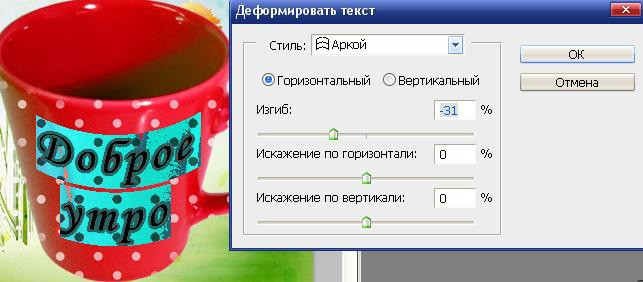 Деформировать текст
Стиль: Аркой
Горизонтальный Вертикальный
Изгиб: -31 %
Искажение по горизонтали: 0 %
Искажение по вертикали: 0 %
ОК
Отмена
Доброе
утро